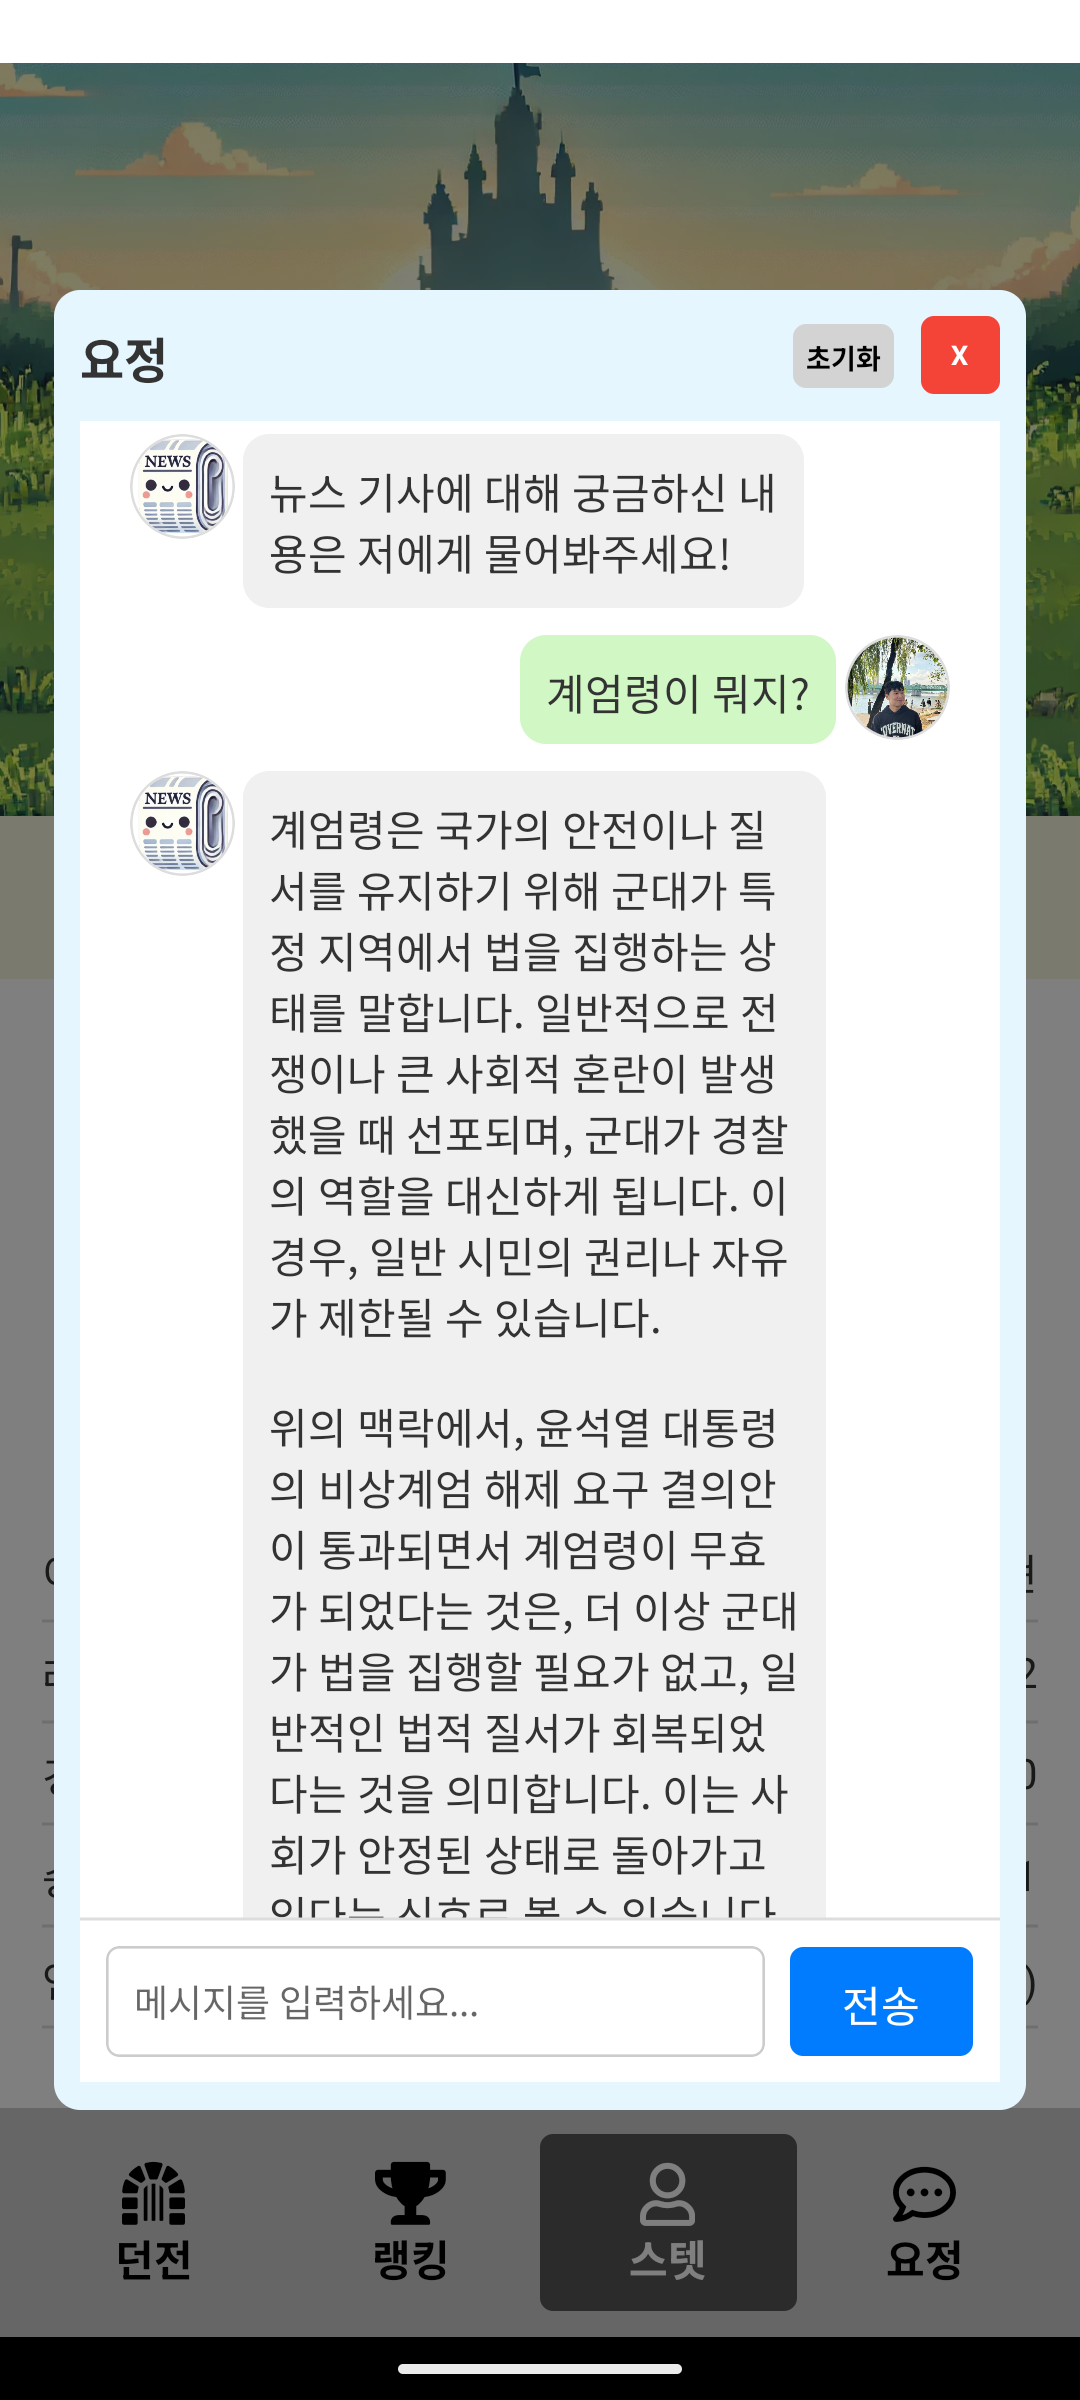 요정
초기화
X
NEWS
뉴스 기사에 대해 궁금하신 내
용은 저에게 물어봐주세요!
계엄령이 뭐지?
NEWS
계엄령은 국가의 안전이나 질
서를 유지하기 위해 군대가 특
정 지역에서 법을 집행하는 상
태를 말합니다. 일반적으로 전
쟁이나 큰 사회적 혼란이 발생
했을 때 선포되며, 군대가 경찰
의 역할을 대신하게 됩니다. 이
경우, 일반 시민의 권리나 자유
가 제한될 수 있습니다.
위의 맥락에서, 윤석열 대통령
의 비상계엄 해제 요구 결의안
이 통과되면서 계엄령이 무효
가 되었다는 것은, 더 이상 군대
가 법을 집행할 필요가 없고, 일
반적인 법적 질서가 회복되었
다는 것을 의미합니다. 이는 사
회가 안정된 상태로 돌아가고
있다는 신호로 볼 수 있습니다
메시지를 입력하세요...
전송
던전
랭킹
스텟
요정